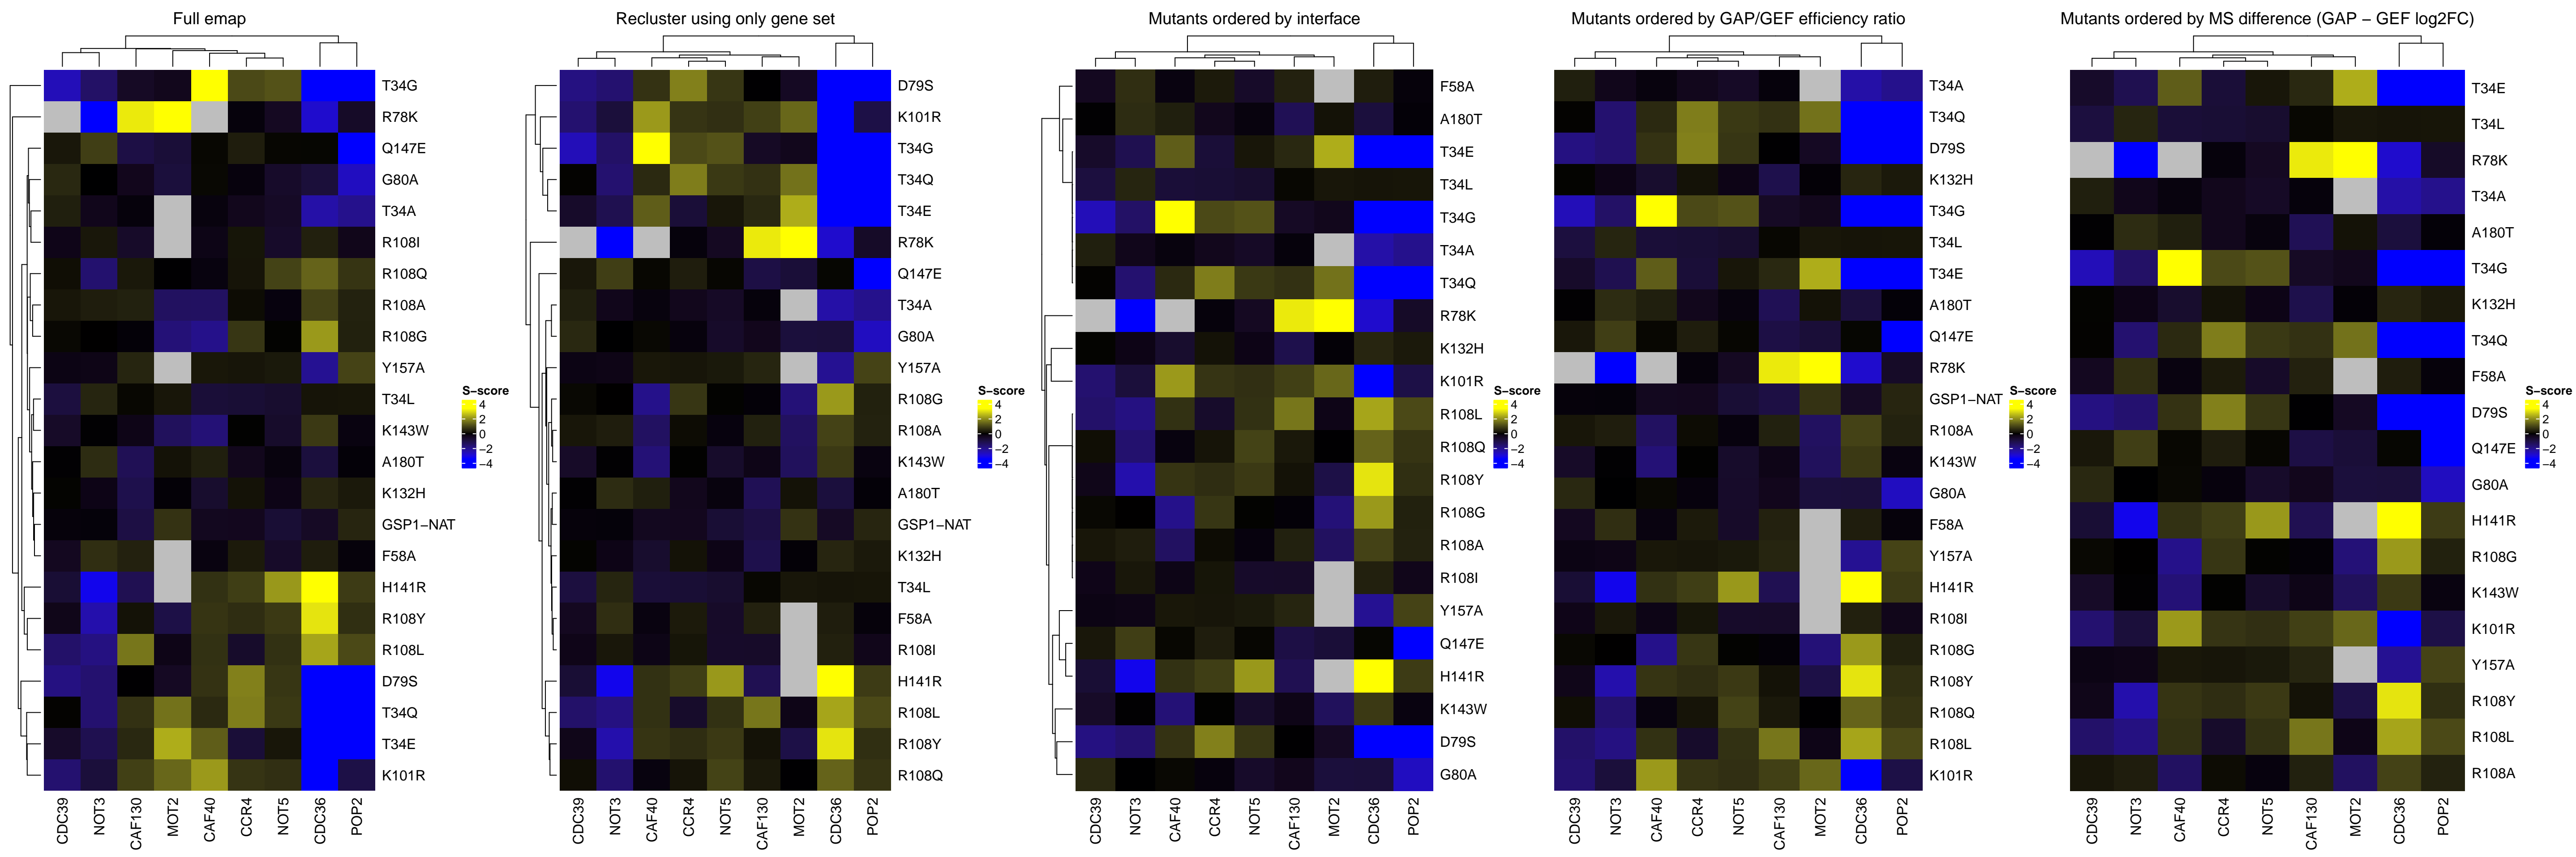 Full emap
T34G
R78K
Q147E
G80A
T34A
R108I
R108Q
R108A
R108G
Y157A
T34L
K143W
A180T
K132H
GSP1−NAT
F58A
H141R
R108Y
R108L
D79S
T34Q
T34E
K101R
CDC39
NOT3
CAF130
MOT2
CAF40
CCR4
NOT5
CDC36
POP2
S−score
4
2
0
−2
−4
Recluster using only gene set
D79S
K101R
T34G
T34Q
T34E
R78K
Q147E
T34A
G80A
Y157A
R108G
R108A
K143W
A180T
GSP1−NAT
K132H
T34L
F58A
R108I
H141R
R108L
R108Y
R108Q
CDC39
NOT3
CAF40
CCR4
NOT5
CAF130
MOT2
CDC36
POP2
S−score
4
2
0
−2
−4
Mutants ordered by interface
F58A
A180T
T34E
T34L
T34G
T34A
T34Q
R78K
K132H
K101R
R108L
R108Q
R108Y
R108G
R108A
R108I
Y157A
Q147E
H141R
K143W
D79S
G80A
CDC39
NOT3
CAF40
CCR4
NOT5
CAF130
MOT2
CDC36
POP2
S−score
4
2
0
−2
−4
Mutants ordered by GAP/GEF efficiency ratio
T34A
T34Q
D79S
K132H
T34G
T34L
T34E
A180T
Q147E
R78K
GSP1−NAT
R108A
K143W
G80A
F58A
Y157A
H141R
R108I
R108G
R108Y
R108Q
R108L
K101R
CDC39
NOT3
CAF40
CCR4
NOT5
CAF130
MOT2
CDC36
POP2
S−score
4
2
0
−2
−4
Mutants ordered by MS difference (GAP − GEF log2FC)
T34E
T34L
R78K
T34A
A180T
T34G
K132H
T34Q
F58A
D79S
Q147E
G80A
H141R
R108G
K143W
K101R
Y157A
R108Y
R108L
R108A
CDC39
NOT3
CAF40
CCR4
NOT5
CAF130
MOT2
CDC36
POP2
S−score
4
2
0
−2
−4